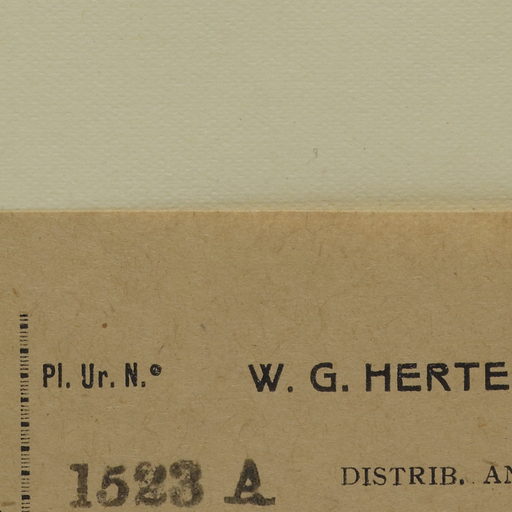 Pl. Ur. N.º W. G. HERTE
1523 A DISTRIB. AN